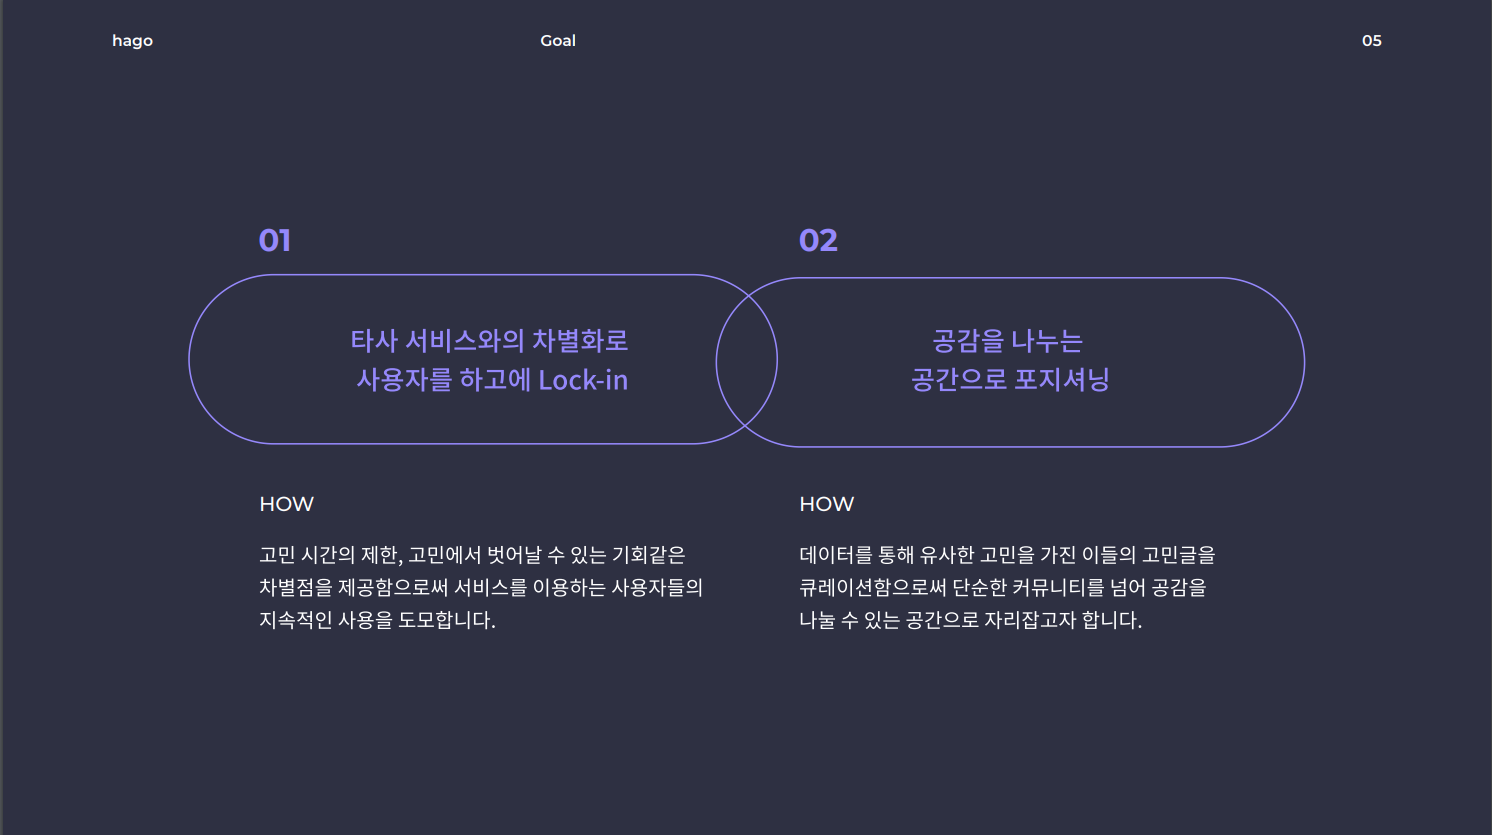 hago
Goal
05
01
타사 서비스와의 차별화로
사용자를 하고에 Lock-in
HOW
고민 시간의 제한, 고민에서 벗어날 수 있는 기회같은
차별점을 제공함으로써 서비스를 이용하는 사용자들의
지속적인 사용을 도모합니다.
02
공감을 나누는
공간으로 포지셔닝
HOW
데이터를 통해 유사한 고민을 가진 이들의 고민글을
큐레이션함으로써 단순한 커뮤니티를 넘어 공감을
나눌 수 있는 공간으로 자리잡고자 합니다.